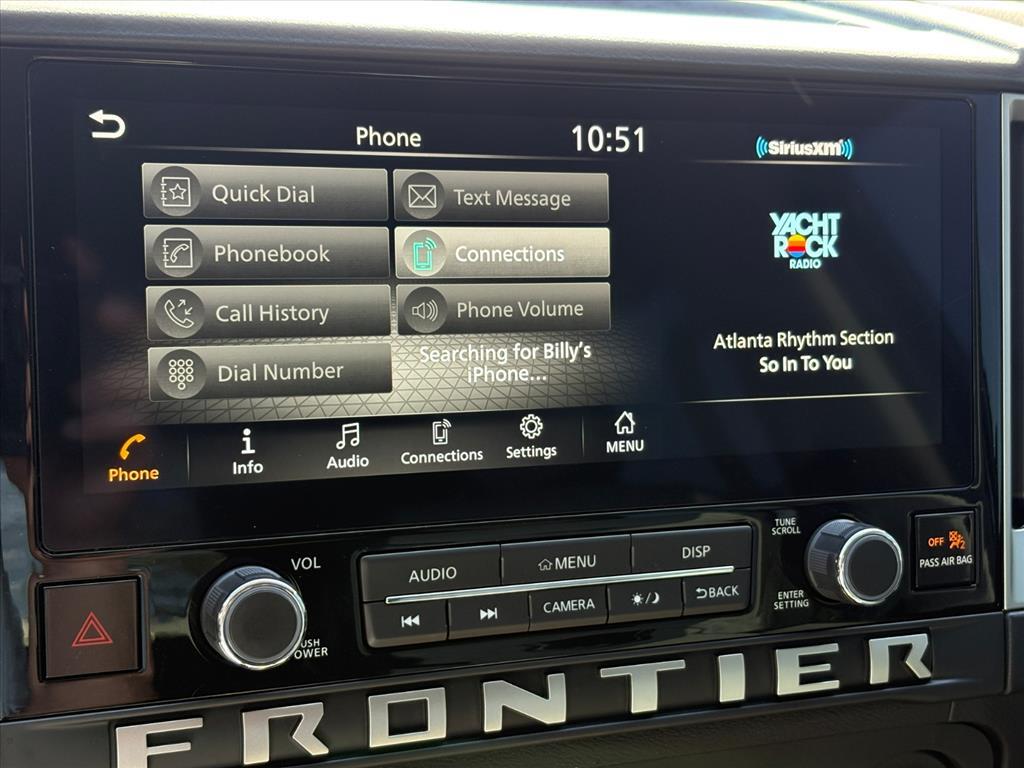 Phone
10:51
SiriusXM
Quick Dial
Text Message
Phonebook
Connections
Call History
Phone Volume
Dial Number
Searching for Billy's
iPhone...
YACHT
ROCK
RADIO
Atlanta Rhythm Section
So In To You
Phone
Info
Audio
Connections
Settings
MENU
VOL
AUDIO
MENU
DISP
CAMERA
BACK
TUNE
SCROLL
ENTER
SETTING
OFF
2
PASS AIR BAG
FRONTIER